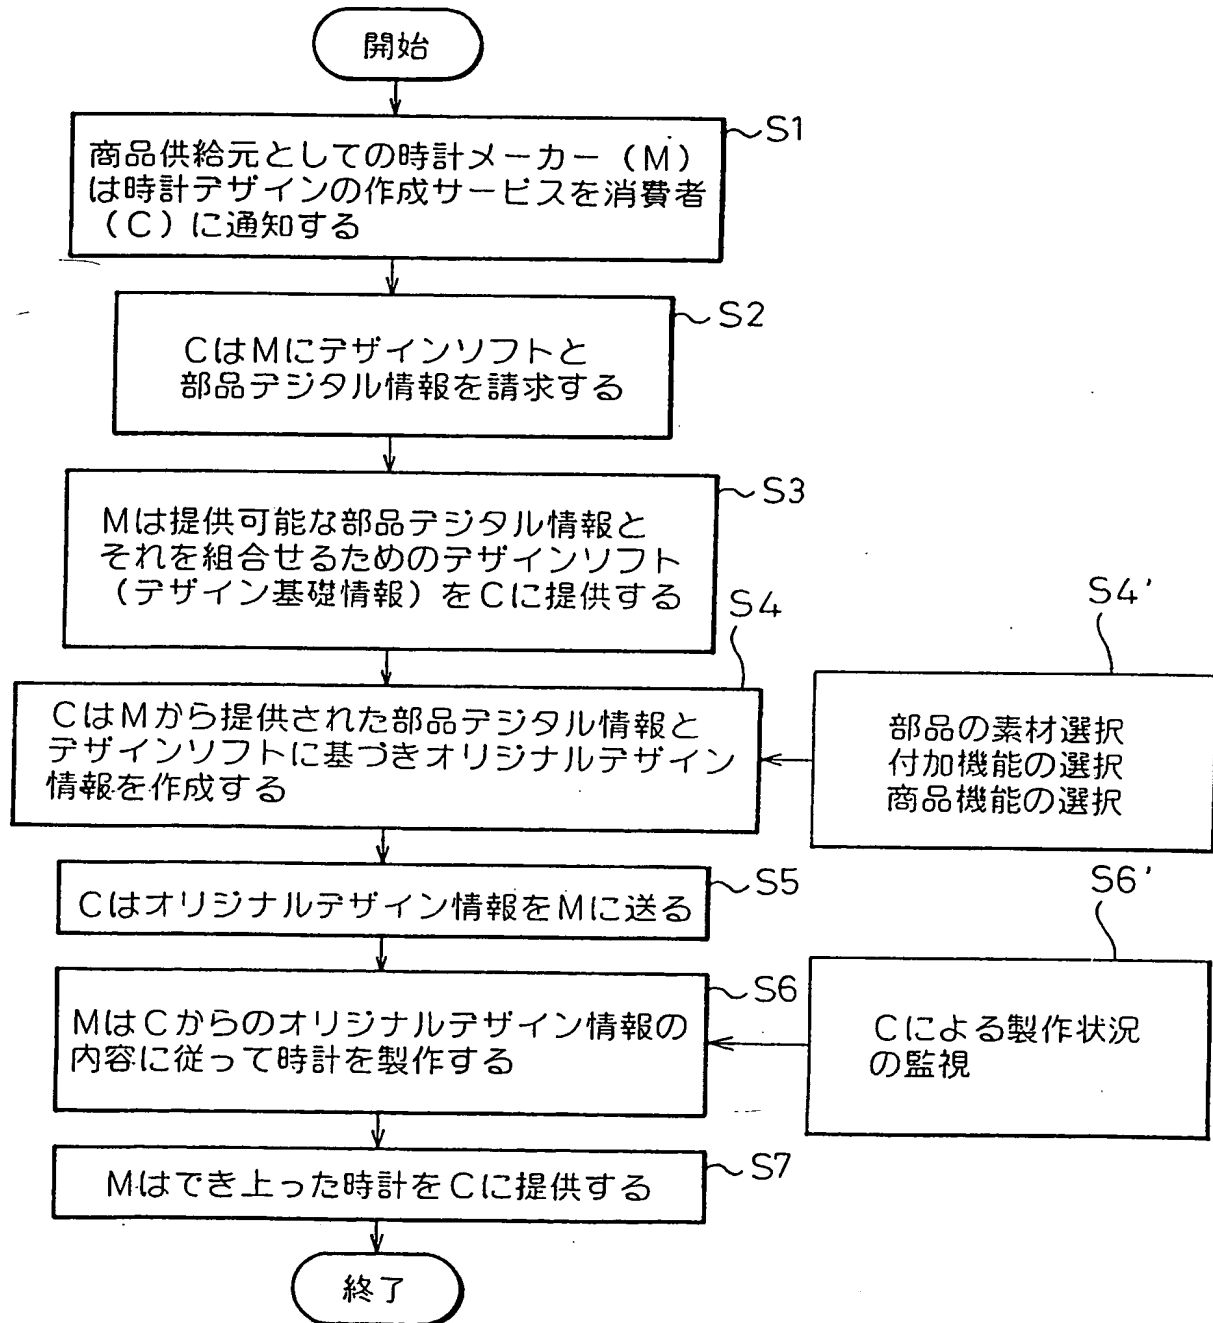 開始
S1
商品供給元としての時計メーカー（M）
は時計デザインの作成サービスを消費者
（C）に通知する
S2
CはMにデザインソフトと
部品デジタル情報を請求する
S3
Mは提供可能な部品デジタル情報と
それを組合せるためのデザインソフト
（デザイン基礎情報）をCに提供する
S4
CはMから提供された部品デジタル情報と
デザインソフトに基づきオリジナルデザイン
情報を作成する
S4'
部品の素材選択
付加機能の選択
商品機能の選択
S5
Cはオリジナルデザイン情報をMに送る
S6
MはCからのオリジナルデザイン情報の
内容に従って時計を製作する
S6'
Cによる製作状況
の監視
S7
Mはでき上った時計をCに提供する
終了